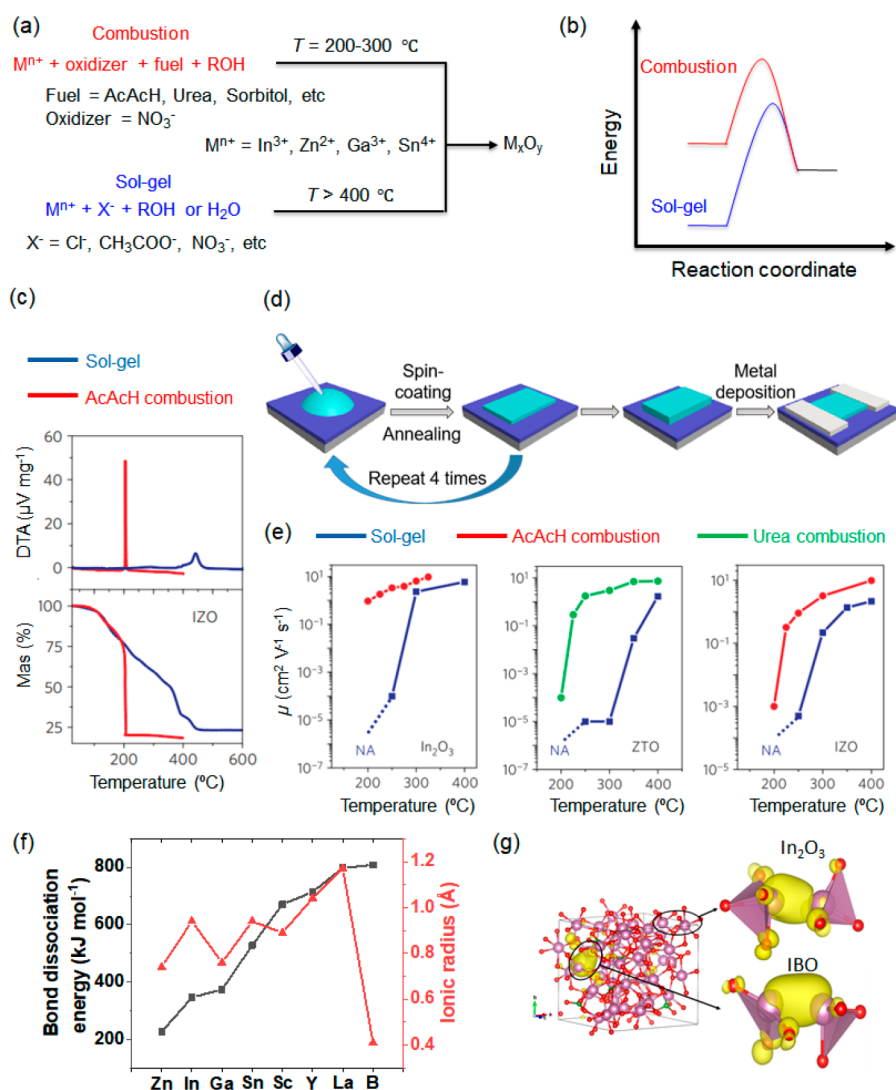 (a)
Combustion
Mⁿ⁺ + oxidizer + fuel + ROH
T = 200-300 ℃
Fuel = AcAcH, Urea, Sorbitol, etc
Oxidizer = NO₃⁻
Mⁿ⁺ = In³⁺, Zn²⁺, Ga³⁺, Sn⁴⁺
MₓOᵧ
Sol-gel
Mⁿ⁺ + X⁻ + ROH or H₂O
T > 400 ℃
X⁻ = Cl⁻, CH₃COO⁻, NO₃⁻, etc
(b)
Energy
Combustion
Sol-gel
Reaction coordinate
(c)
Sol-gel
AcAcH combustion
DTA (µV mg⁻¹)
60
40
20
0
Mas (%)
100
75
50
25
IZO
0 200 400 600
Temperature (ºC)
(d)
Spin-
coating
Annealing
Repeat 4 times
Metal
deposition
(e)
Sol-gel
AcAcH combustion
Urea combustion
µ (cm² V⁻¹ s⁻¹)
10¹
10⁻¹
10⁻³
10⁻⁵
10⁻⁷
NA
In₂O₃
200 300 400
Temperature (ºC)
10¹
10⁻¹
10⁻³
10⁻⁵
10⁻⁷
NA
ZTO
200 300 400
Temperature (ºC)
10¹
10⁻¹
10⁻³
10⁻⁵
NA
IZO
200 300 400
Temperature (ºC)
(f)
Bond dissociation
energy (kJ mol⁻¹)
800
600
400
200
Zn In Ga Sn Sc Y La B
1.2
1.0
0.8
0.6
0.4
Ionic radius (Å)
(g)
In₂O₃
IBO